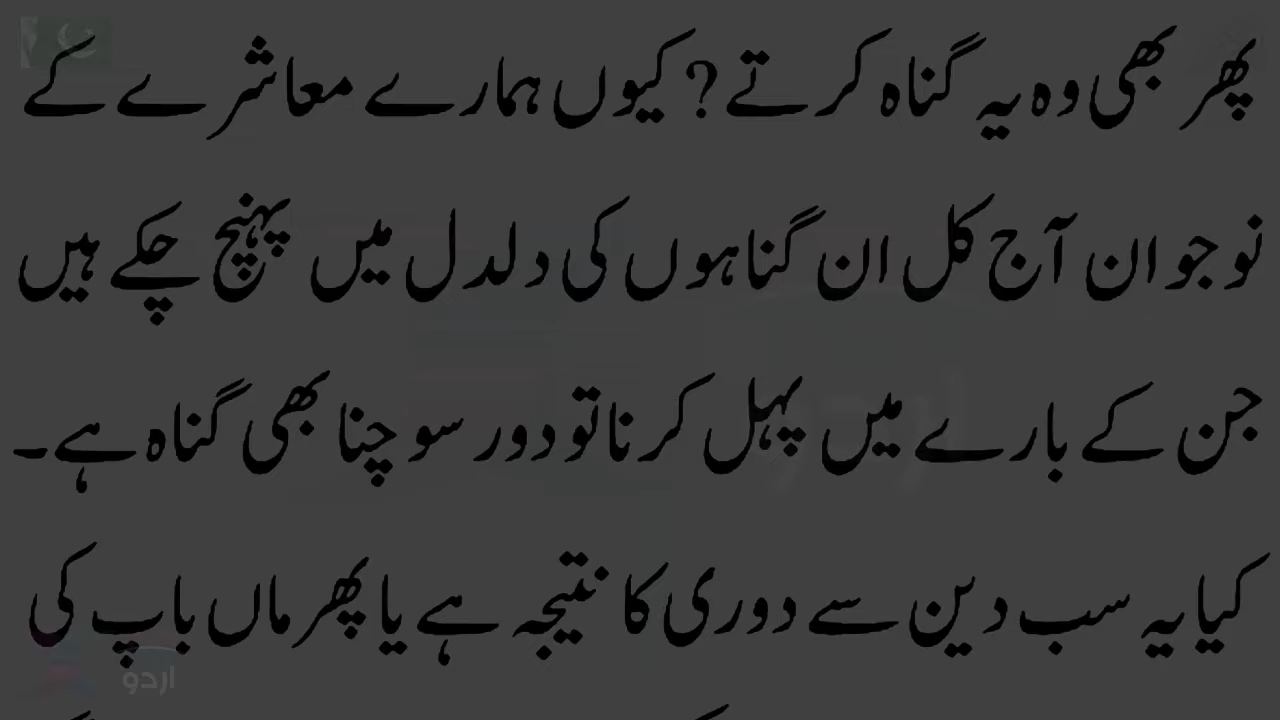 پھر بھی وہ یہ گناہ کرتے? کیوں ہمارے معاشرے کے
نوجوان آج کل ان گناہوں کی دلدل میں پہنچ چکے ہیں
جن کے بارے میں پہل کرنا تو دور سوچنا بھی گناہ ہے۔
کیا یہ سب دین سے دوری کا نتیجہ ہے یا پھر ماں باپ کی
اردو